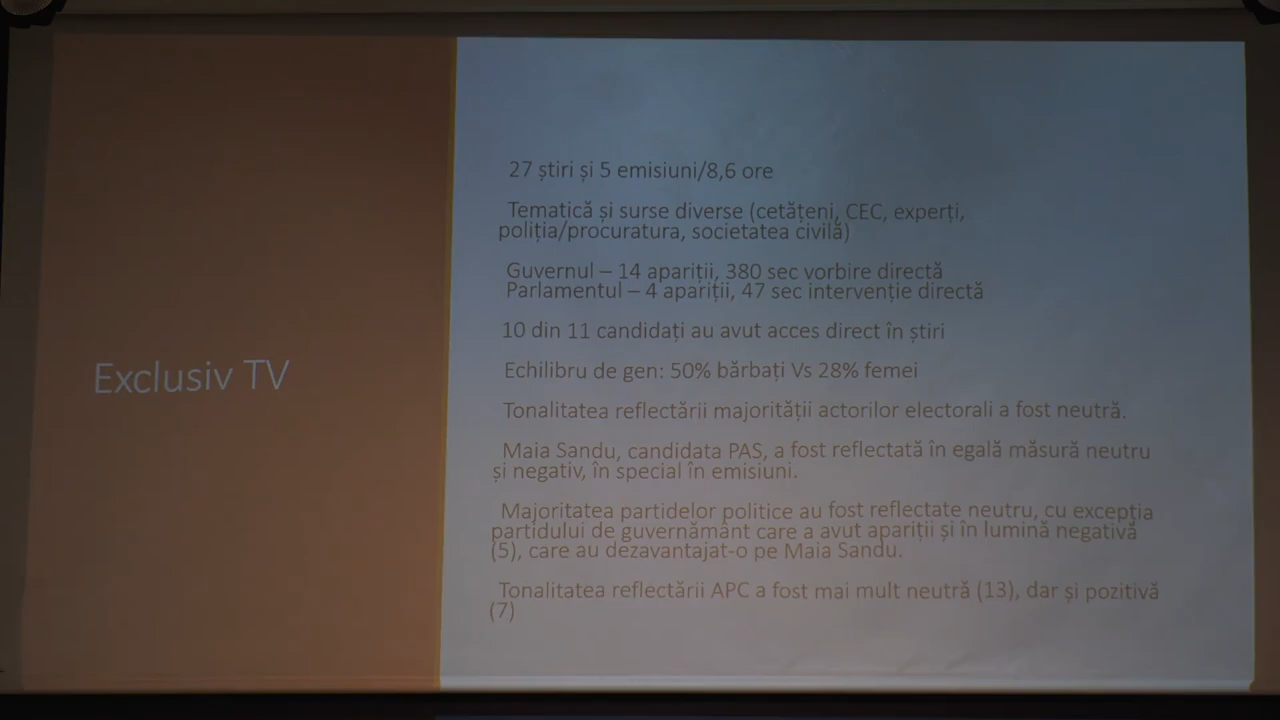 Exclusiv TV
27 știri și 5 emisiuni/8,6 ore
Tematică și surse diverse (cetățeni, CEC, experți,
poliția/procuratura, societatea civilă)
Guvernul – 14 apariții, 380 sec vorbire directă
Parlamentul – 4 apariții, 47 sec intervenție directă
10 din 11 candidați au avut acces direct în știri
Echilibru de gen: 50% bărbați Vs 28% femei
Tonalitatea reflectării majorității actorilor electorali a fost neutră.
Maia Sandu, candidata PAS, a fost reflectată în egală măsură neutru
și negativ, în special în emisiuni.
Majoritatea partidelor politice au fost reflectate neutru, cu excepția
partidului de guvernământ care a avut apariții și în lumină negativă
(5), care au dezavantajat-o pe Maia Sandu.
Tonalitatea reflectării APC a fost mai mult neutră (13), dar și pozitivă
(7)